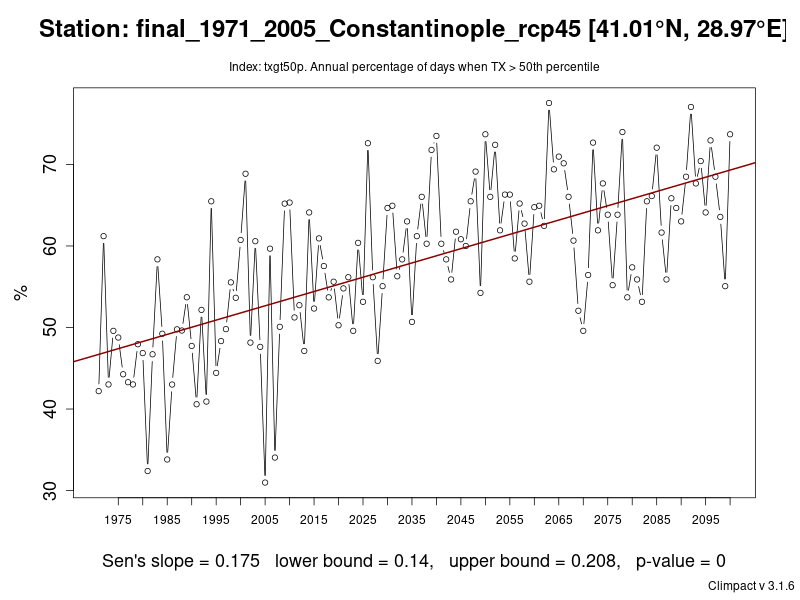 Station: final_1971_2005_Constantinople_rcp45 [41.01°N, 28.97°E]
Index: txgt50p. Annual percentage of days when TX > 50th percentile
70
60
50
40
30
%
1975 1985 1995 2005 2015 2025 2035 2045 2055 2065 2075 2085 2095
Sen's slope = 0.175 lower bound = 0.14, upper bound = 0.208, p-value = 0
Climpact v 3.1.6